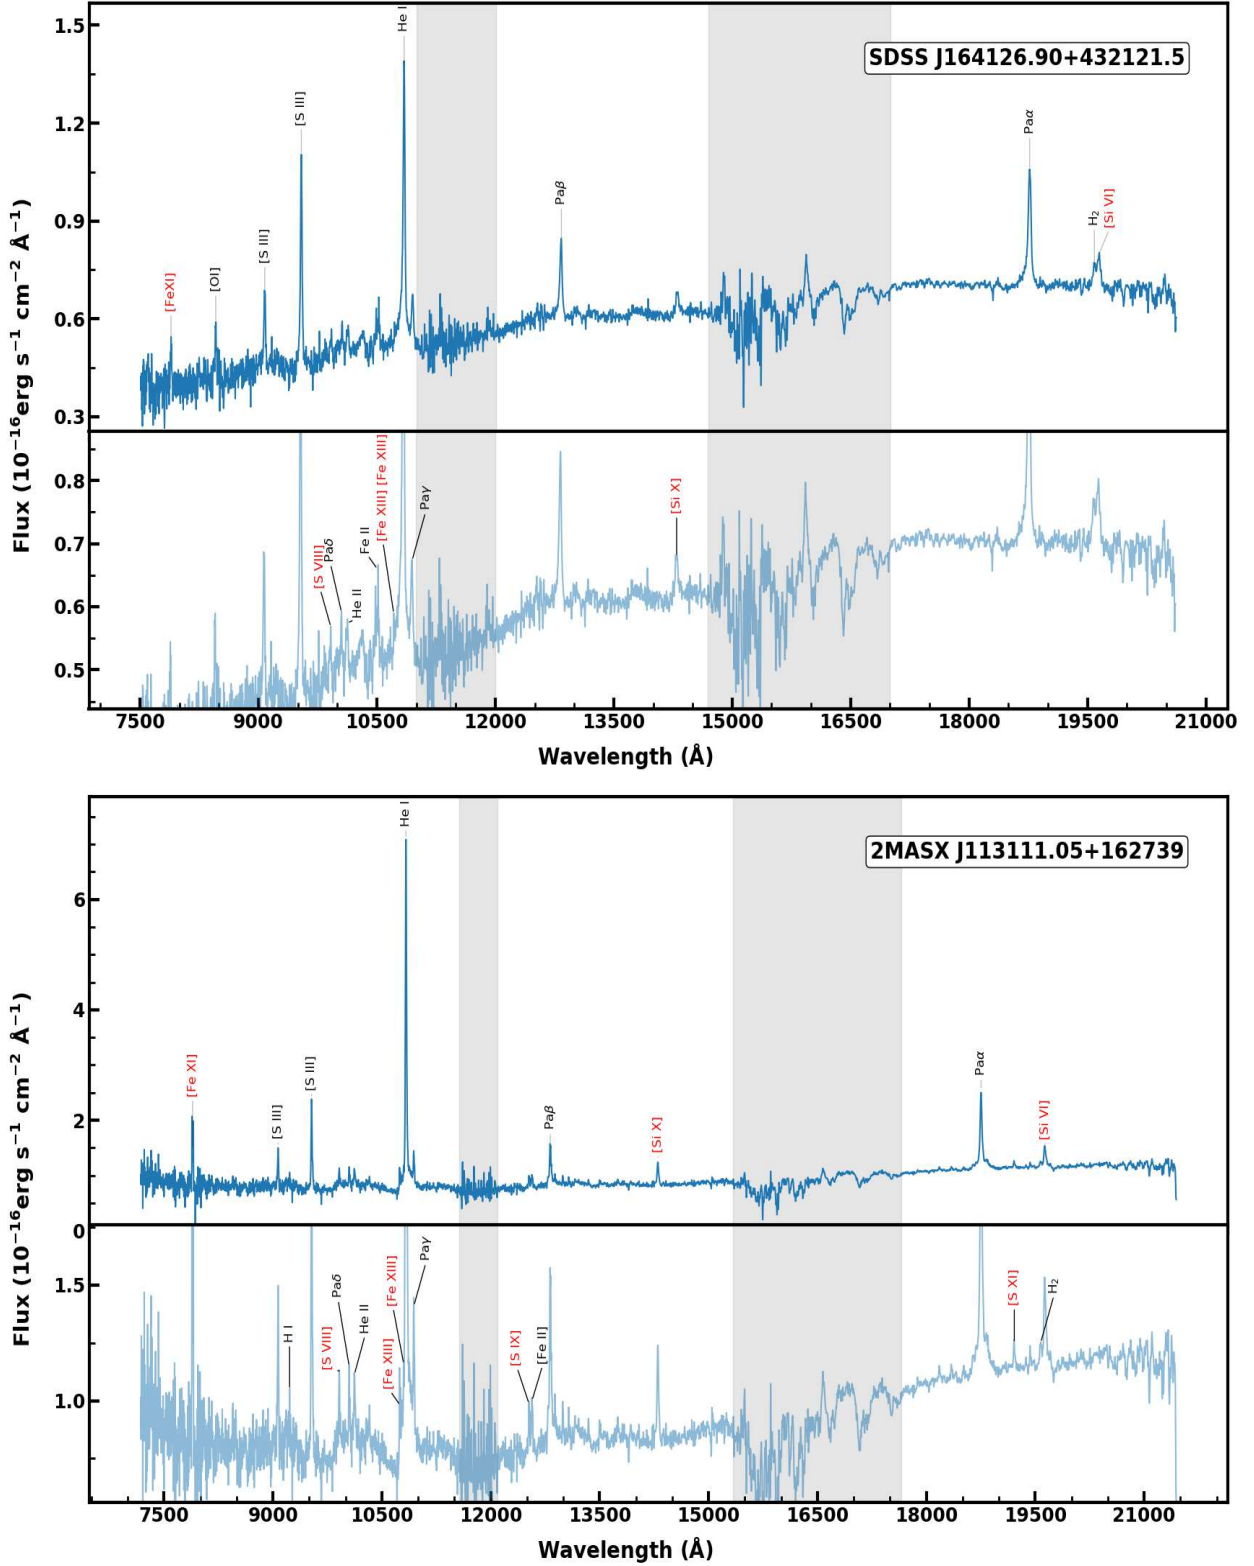 SDSS J164126.90+432121.5
Flux (10⁻¹⁶erg s⁻¹ cm⁻² Å⁻¹)
1.5
1.2
0.9
0.6
0.3
[FeXI]
[OI]
[S III]
[S III]
He I
Paβ
Paα
H₂
[Si VI]
0.8
0.7
0.6
0.5
[S VIII]
Paδ
He II
Fe II
[Fe XIII] [Fe XIII]
Paγ
[Si X]
7500 9000 10500 12000 13500 15000 16500 18000 19500 21000
Wavelength (Å)
2MASX J113111.05+162739
Flux (10⁻¹⁶erg s⁻¹ cm⁻² Å⁻¹)
6
4
2
0
[Fe XI]
[S III]
[S III]
He I
Paβ
[Si X]
Paα
[Si VI]
1.5
1.0
H I
[S VIII]
Paδ
He II
[Fe XIII]
[Fe XIII]
Paγ
[S IX]
[Fe II]
[S XI]
H₂
7500 9000 10500 12000 13500 15000 16500 18000 19500 21000
Wavelength (Å)